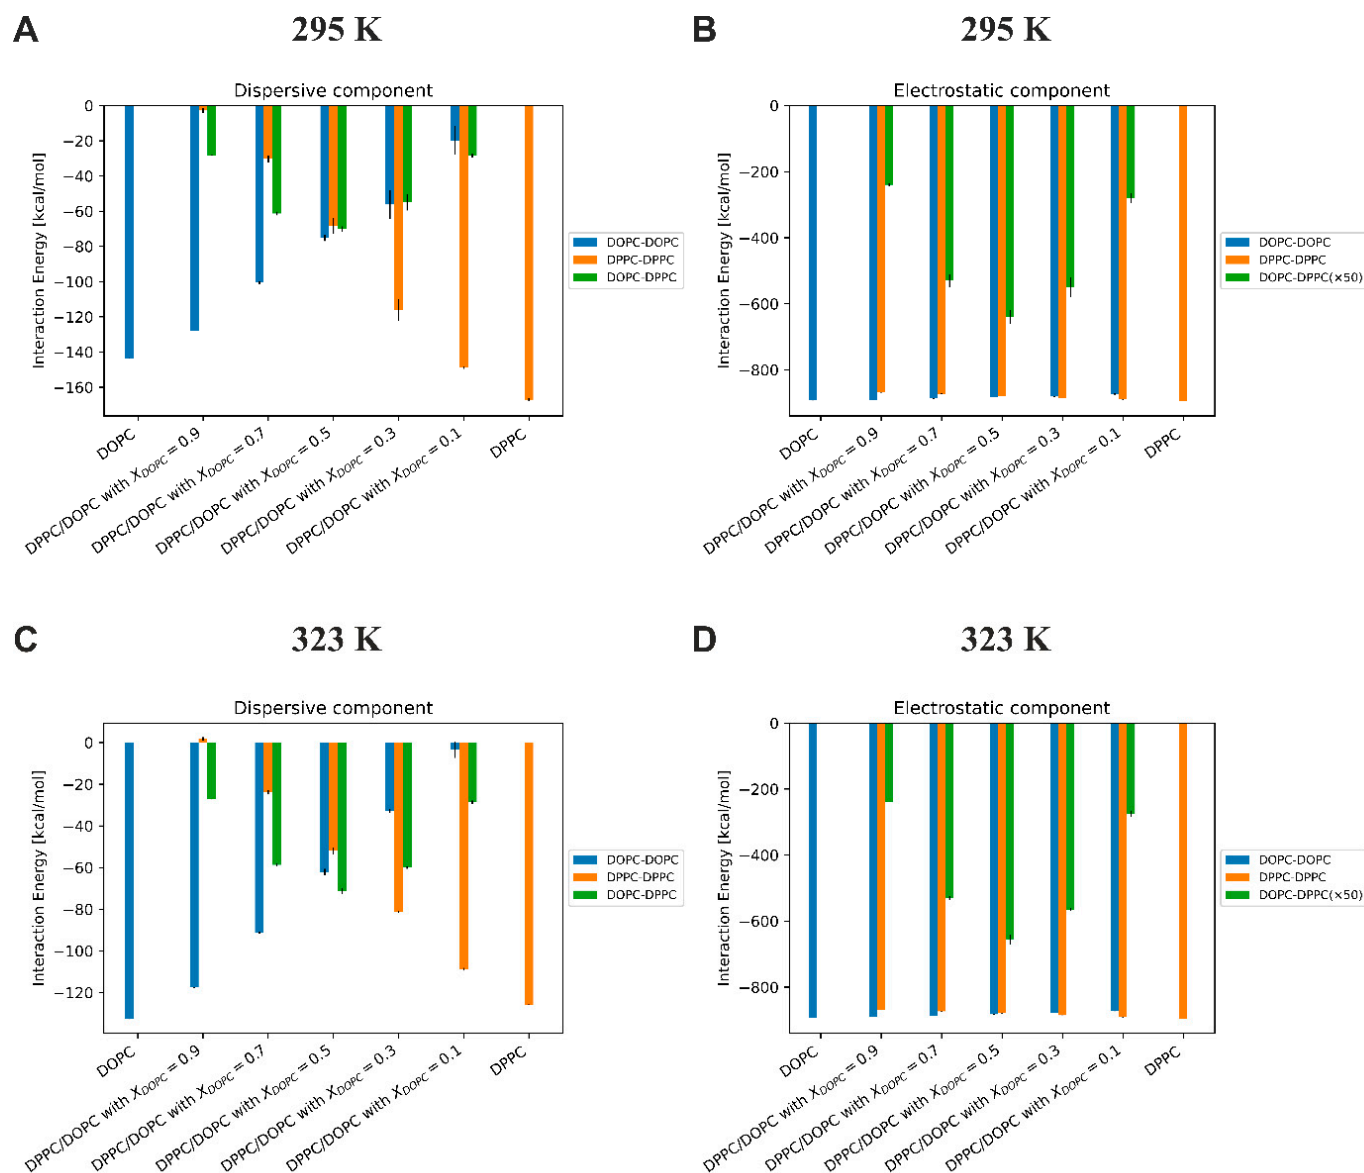 A
295 K
Dispersive component
Interaction Energy [kcal/mol]
0
−20
−40
−60
−80
−100
−120
−140
−160
DOPC
DPPC/DOPC with X_DOPC = 0.9
DPPC/DOPC with X_DOPC = 0.7
DPPC/DOPC with X_DOPC = 0.5
DPPC/DOPC with X_DOPC = 0.3
DPPC/DOPC with X_DOPC = 0.1
DPPC
DOPC-DOPC
DPPC-DPPC
DOPC-DPPC
B
295 K
Electrostatic component
Interaction Energy [kcal/mol]
0
−200
−400
−600
−800
DOPC
DPPC/DOPC with X_DOPC = 0.9
DPPC/DOPC with X_DOPC = 0.7
DPPC/DOPC with X_DOPC = 0.5
DPPC/DOPC with X_DOPC = 0.3
DPPC/DOPC with X_DOPC = 0.1
DPPC
DOPC-DOPC
DPPC-DPPC
DOPC-DPPC(×50)
C
323 K
Dispersive component
Interaction Energy [kcal/mol]
0
−20
−40
−60
−80
−100
−120
DOPC
DPPC/DOPC with X_DOPC = 0.9
DPPC/DOPC with X_DOPC = 0.7
DPPC/DOPC with X_DOPC = 0.5
DPPC/DOPC with X_DOPC = 0.3
DPPC/DOPC with X_DOPC = 0.1
DPPC
DOPC-DOPC
DPPC-DPPC
DOPC-DPPC
D
323 K
Electrostatic component
Interaction Energy [kcal/mol]
0
−200
−400
−600
−800
DOPC
DPPC/DOPC with X_DOPC = 0.9
DPPC/DOPC with X_DOPC = 0.7
DPPC/DOPC with X_DOPC = 0.5
DPPC/DOPC with X_DOPC = 0.3
DPPC/DOPC with X_DOPC = 0.1
DPPC
DOPC-DOPC
DPPC-DPPC
DOPC-DPPC(×50)